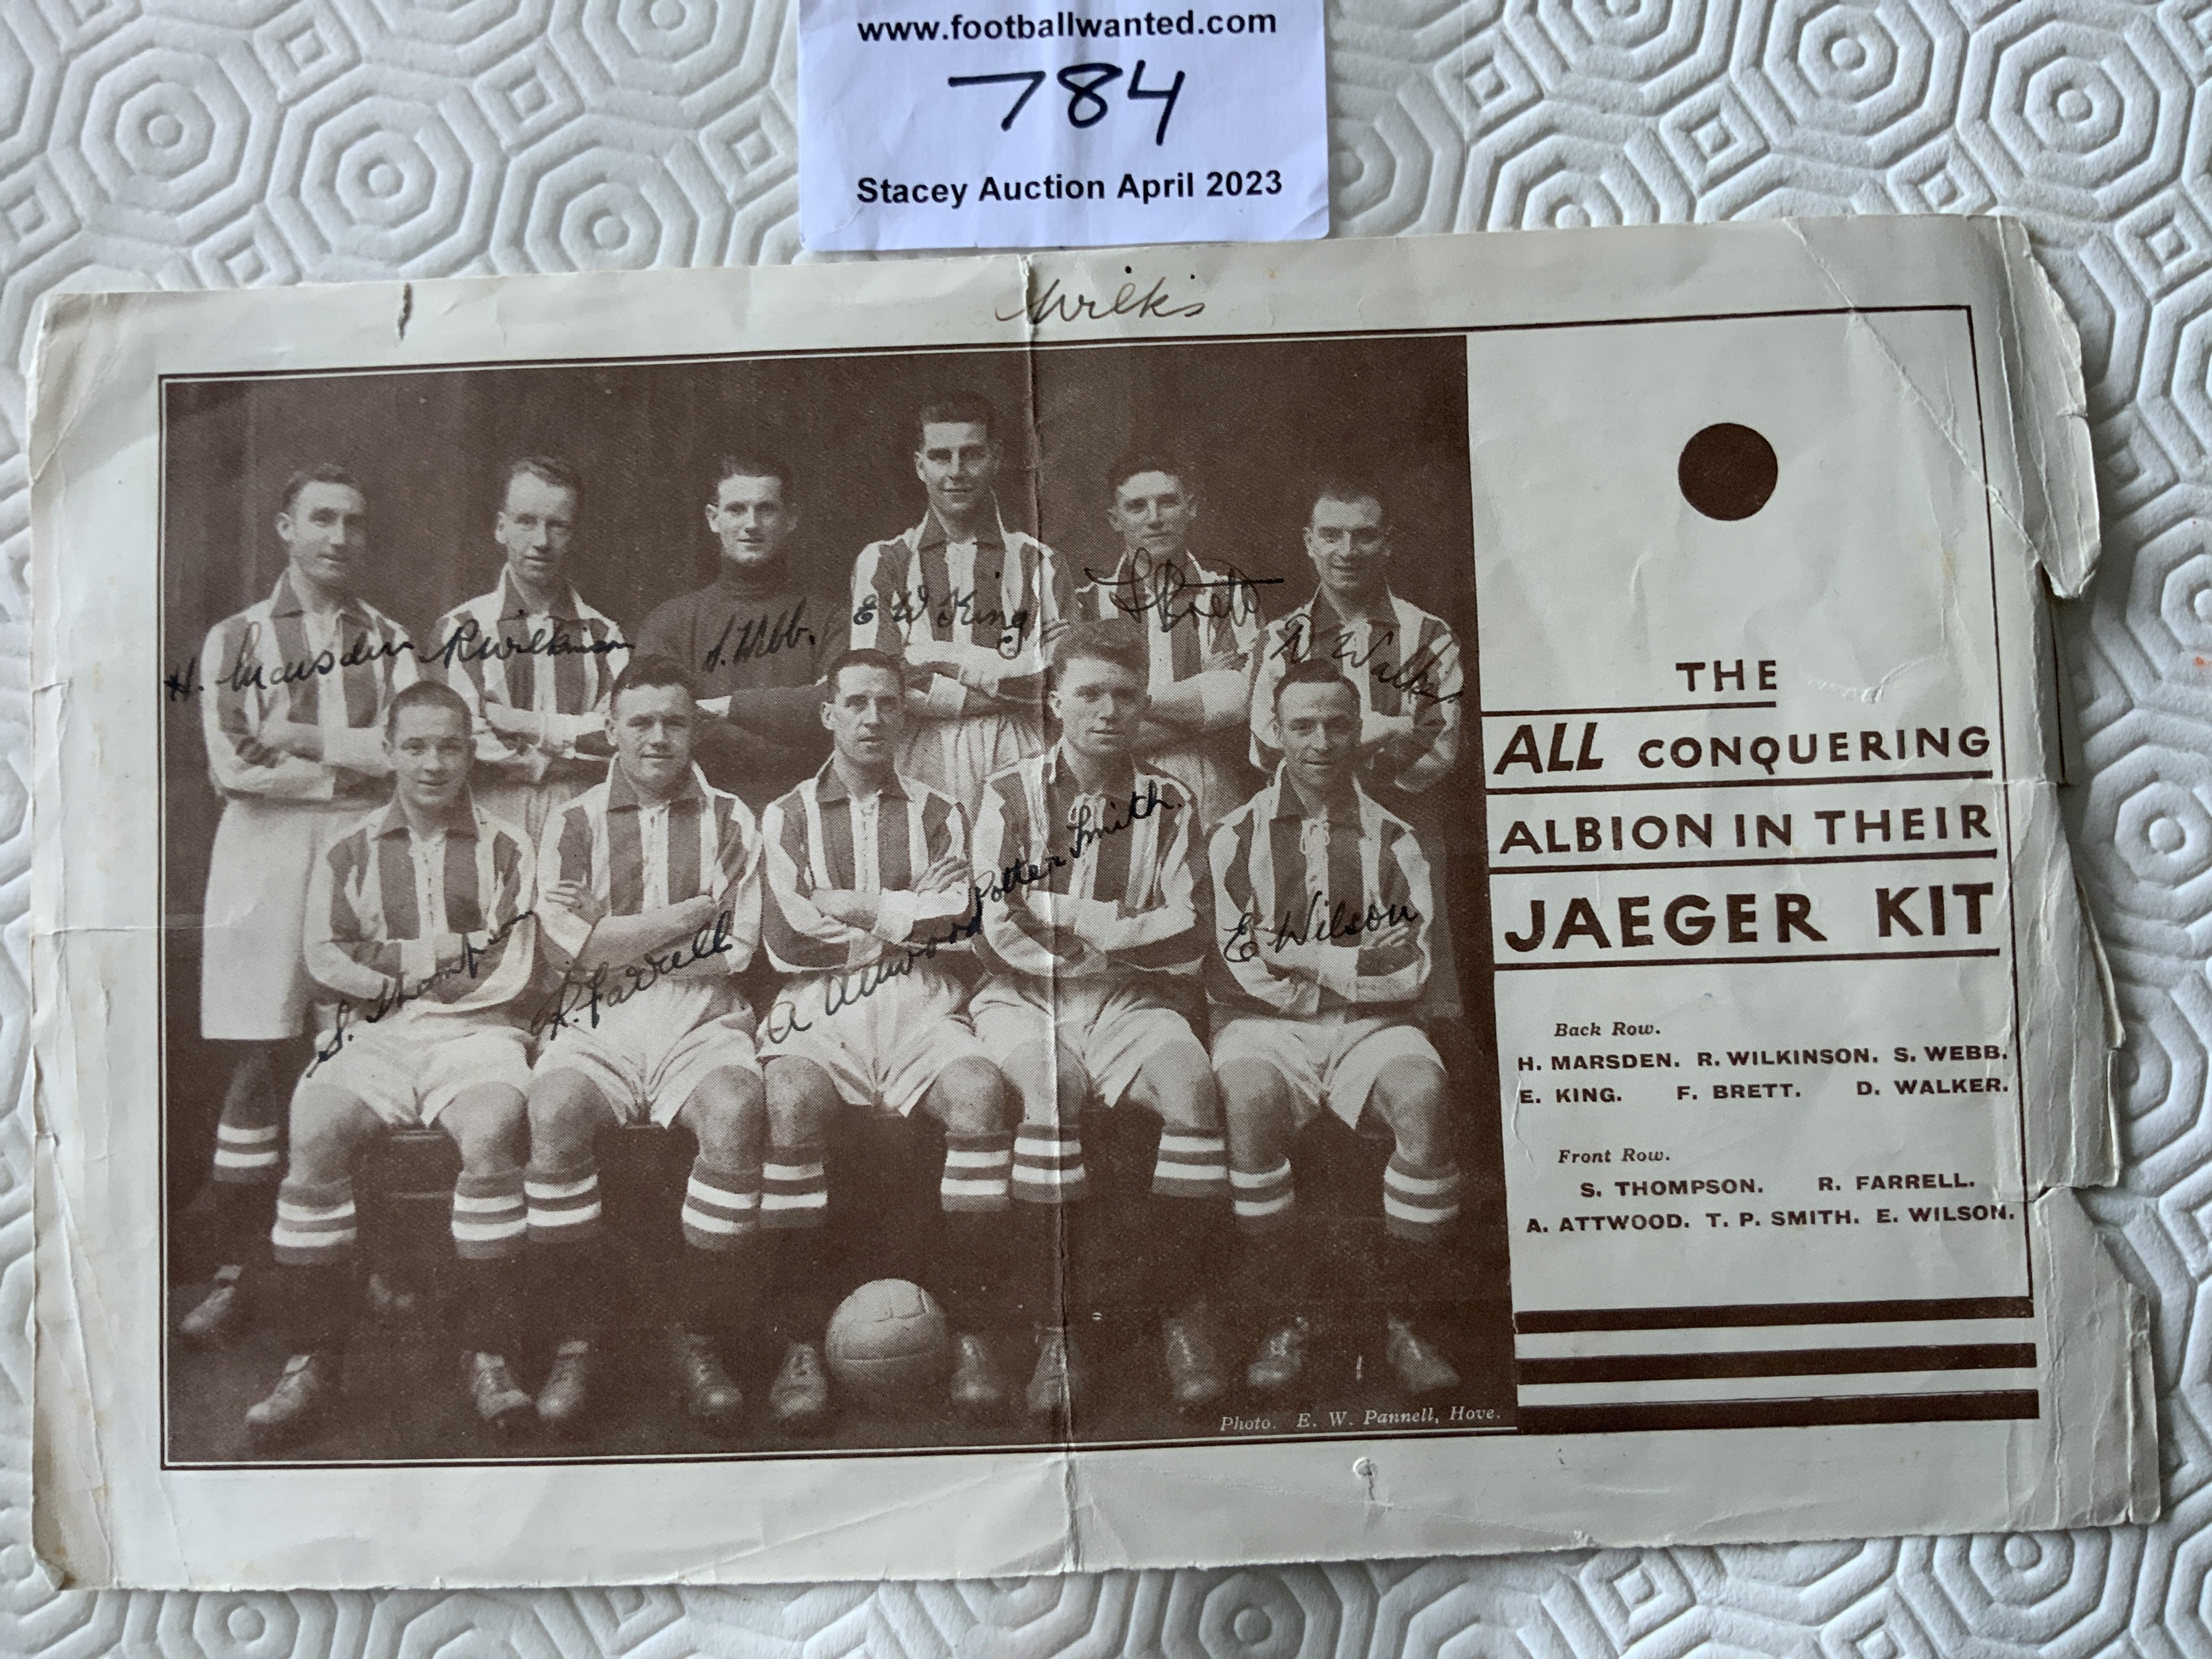 www.footballwanted.com
784
Stacey Auction April 2023
Wilks
H. Marsden
R Wilkinson
S. Webb.
E W King
F Brett
D Walker
S. Thompson
R. Farrell
A Attwood
Potter Smith.
E Wilson
Photo. E. W. Pannell, Hove.
THE
ALL CONQUERING
ALBION IN THEIR
JAEGER KIT
Back Row.
H. MARSDEN. R. WILKINSON. S. WEBB.
E. KING. F. BRETT. D. WALKER.
Front Row.
S. THOMPSON. R. FARRELL.
A. ATTWOOD. T. P. SMITH. E. WILSON.